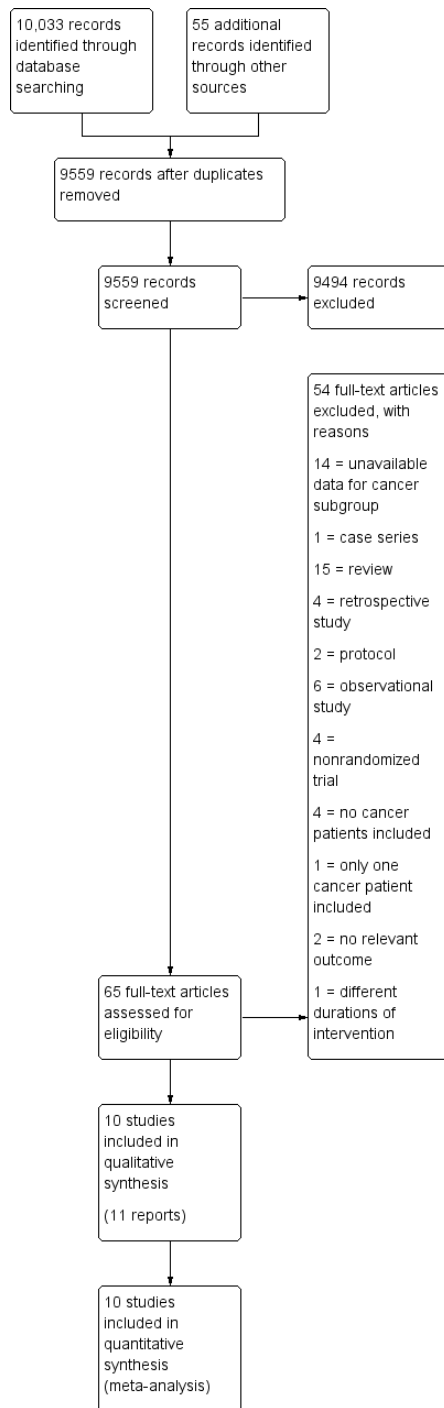 10,033 records
identified through
database
searching
55 additional
records identified
through other
sources
9559 records after duplicates
removed
9559 records
screened
9494 records
excluded
54 full-text articles
excluded, with
reasons
14 = unavailable
data for cancer
subgroup
1 = case series
15 = review
4 = retrospective
study
2 = protocol
6 = observational
study
4 =
nonrandomized
trial
4 = no cancer
patients included
1 = only one
cancer patient
included
2 = no relevant
outcome
1 = different
durations of
intervention
65 full-text articles
assessed for
eligibility
10 studies
included in
qualitative
synthesis
(11 reports)
10 studies
included in
quantitative
synthesis
(meta-analysis)